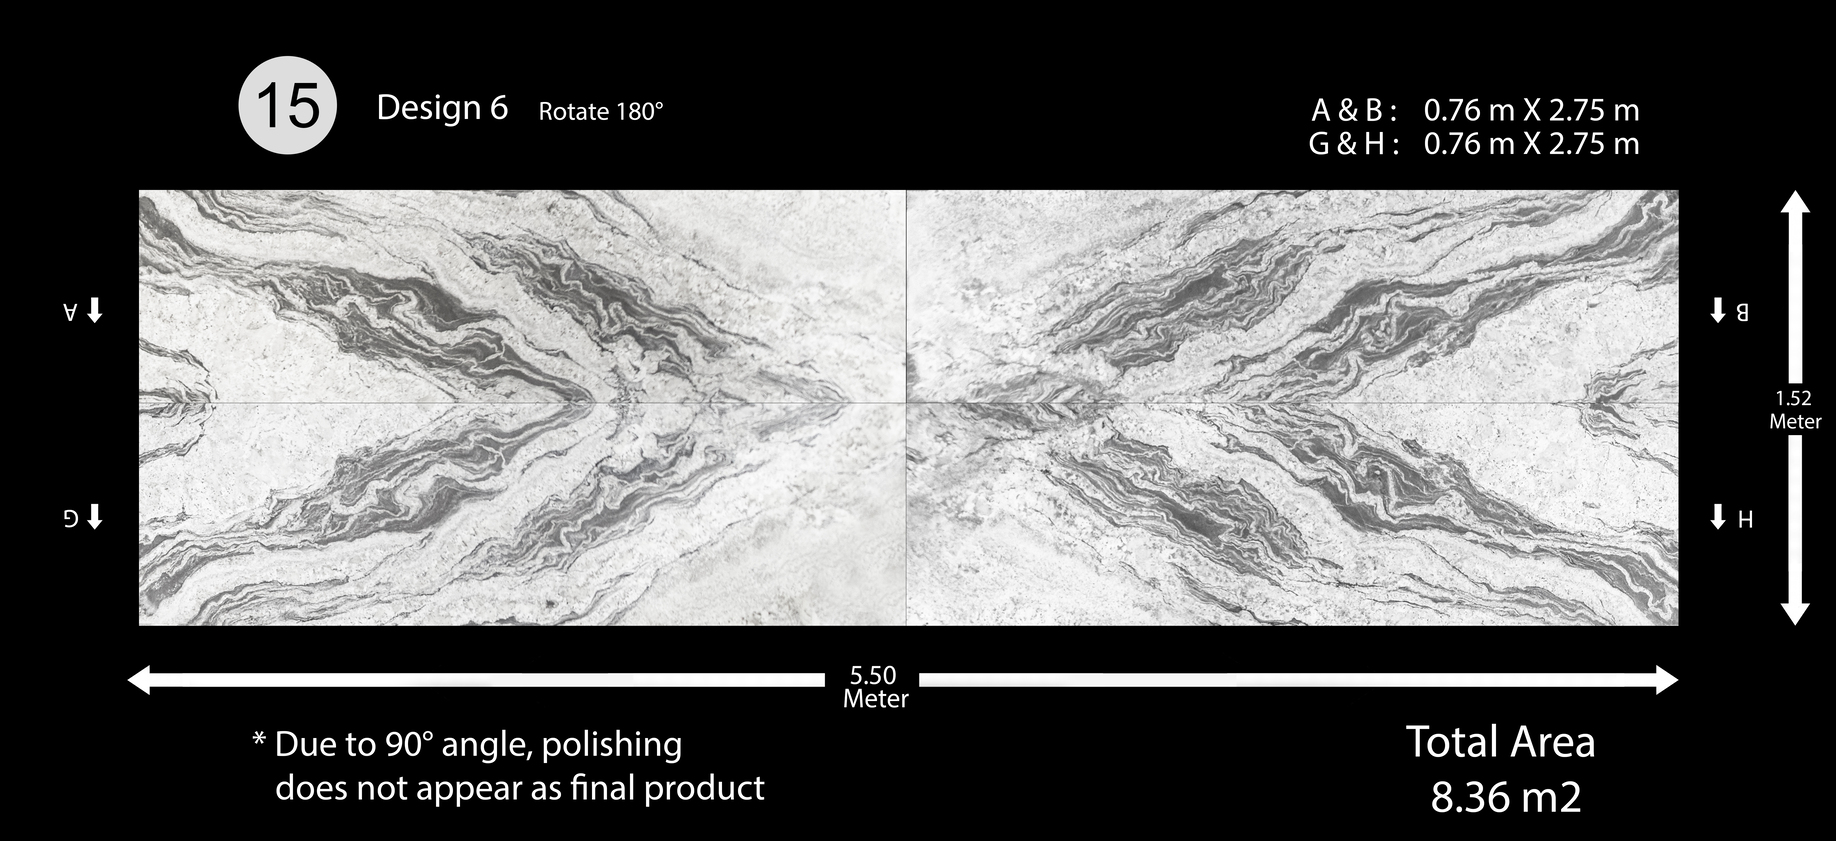 15
Design 6 Rotate 180°
A & B : 0.76 m X 2.75 m
G & H : 0.76 m X 2.75 m
A
B
G
H
1.52
Meter
5.50
Meter
* Due to 90° angle, polishing
does not appear as final product
Total Area
8.36 m2